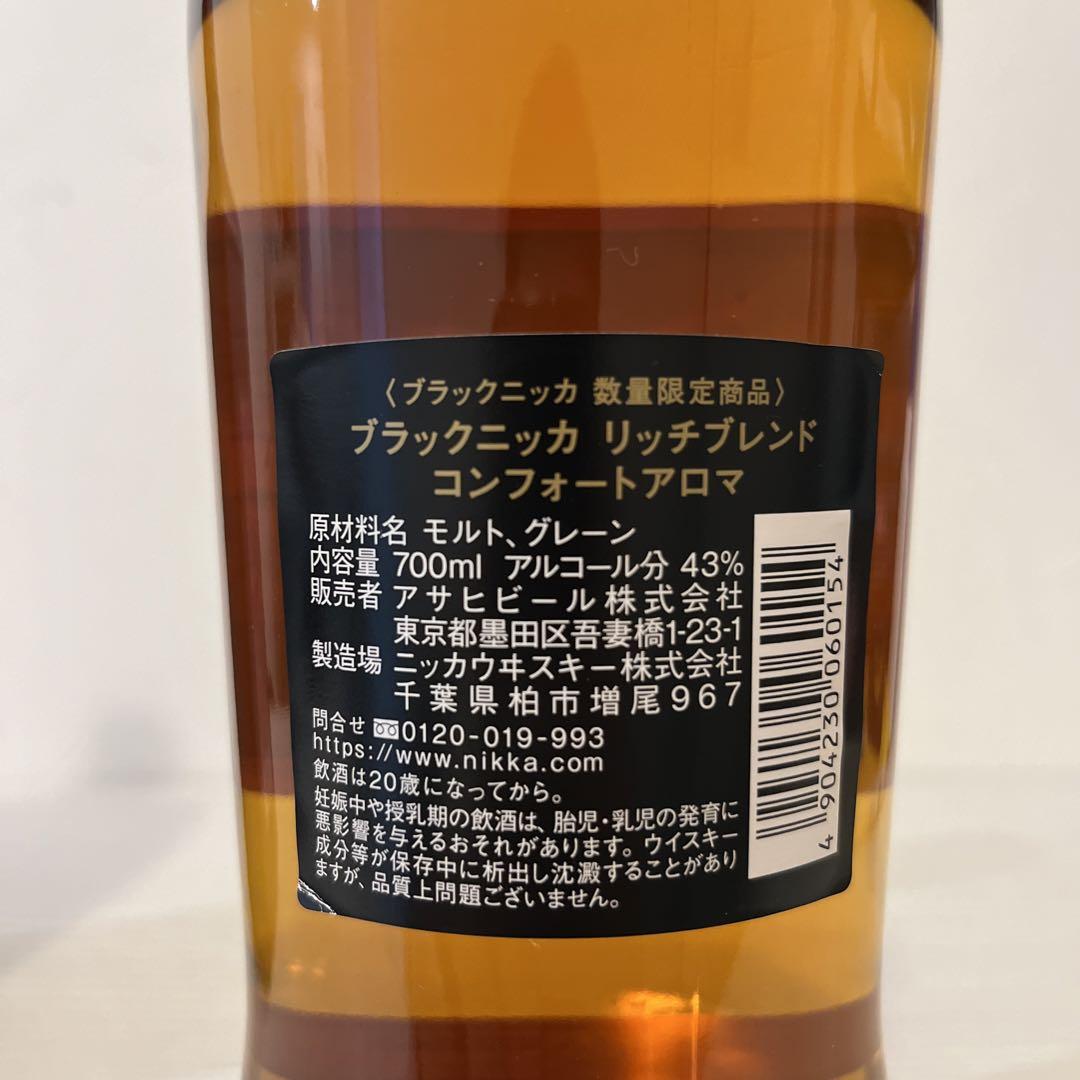 〈ブラックニッカ 数量限定商品〉
ブラックニッカ リッチブレンド
コンフォートアロマ
原材料名 モルト、グレーン
内容量 700ml アルコール分 43%
販売者 アサヒビール株式会社
東京都墨田区吾妻橋1-23-1
製造場 ニッカウヰスキー株式会社
千葉県柏市増尾967
問合せ 0120-019-993
https://www.nikka.com
飲酒は20歳になってから。
妊娠中や授乳期の飲酒は、胎児・乳児の発育に
悪影響を与えるおそれがあります。ウイスキー
成分等が保存中に析出し沈澱することがあり
ますが、品質上問題ございません。
4 904230 060154